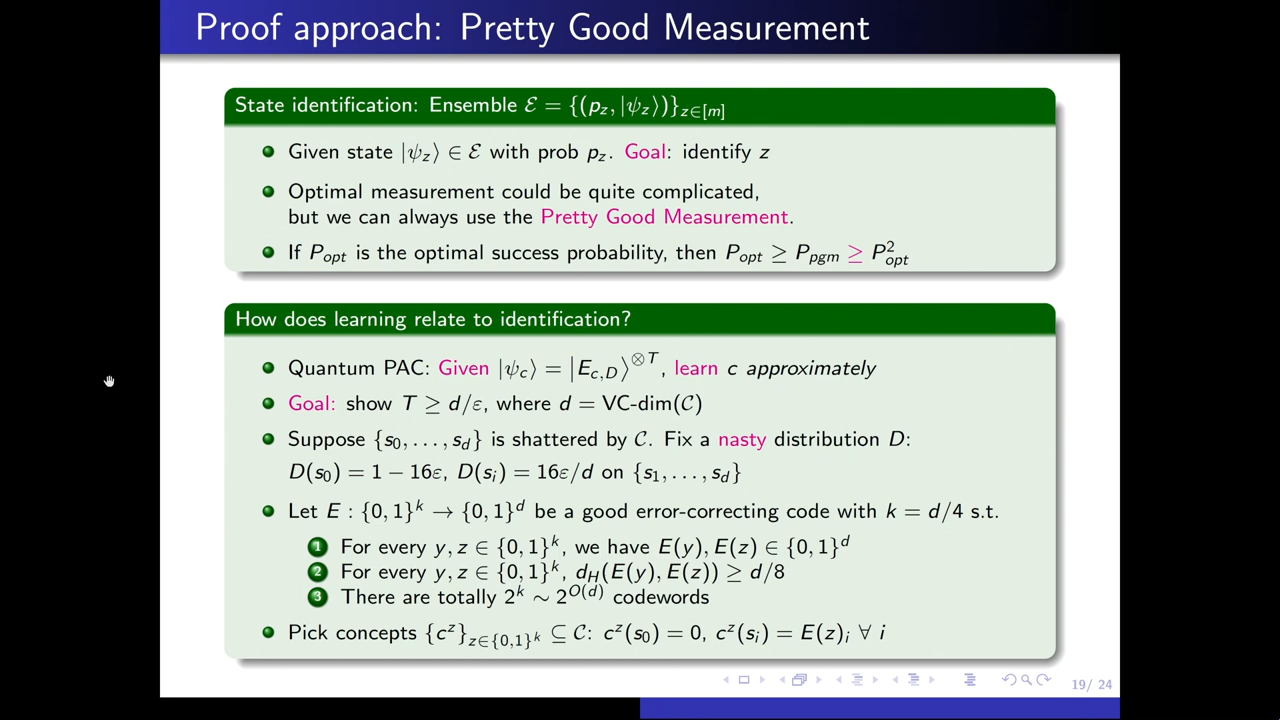 Proof approach: Pretty Good Measurement
State identification: Ensemble ℰ = {(p_z, |ψ_z⟩)}_{z∈[m]}
Given state |ψ_z⟩ ∈ ℰ with prob p_z. Goal: identify z
Optimal measurement could be quite complicated,
but we can always use the Pretty Good Measurement.
If P_opt is the optimal success probability, then P_opt ≥ P_pgm ≥ P²_opt
How does learning relate to identification?
Quantum PAC: Given |ψ_c⟩ = |E_{c,D}⟩^{⊗T}, learn c approximately
Goal: show T ≥ d/ε, where d = VC-dim(𝒞)
Suppose {s_0, . . . , s_d} is shattered by 𝒞. Fix a nasty distribution D:
D(s_0) = 1 − 16ε, D(s_i) = 16ε/d on {s_1, . . . , s_d}
Let E : {0, 1}^k → {0, 1}^d be a good error-correcting code with k = d/4 s.t.
1 For every y, z ∈ {0, 1}^k, we have E(y), E(z) ∈ {0, 1}^d
2 For every y, z ∈ {0, 1}^k, d_H(E(y), E(z)) ≥ d/8
3 There are totally 2^k ∼ 2^{O(d)} codewords
Pick concepts {c^z}_{z∈{0,1}^k} ⊆ 𝒞: c^z(s_0) = 0, c^z(s_i) = E(z)_i ∀ i
19/ 24